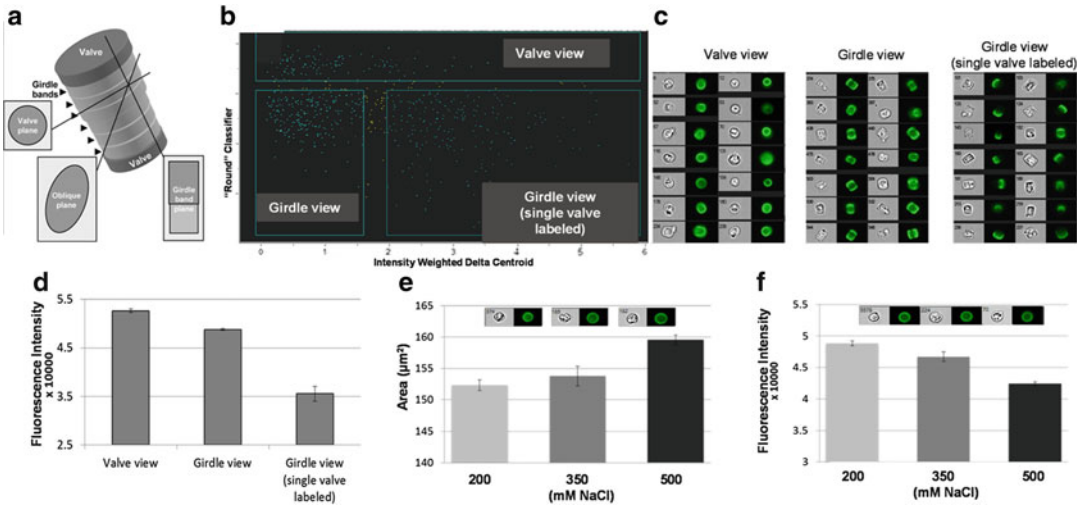 a
Valve
Girdle
bands
Valve
plane
Valve
Oblique
plane
Girdle
band
plane
b
"Round" Classifier
Valve view
Girdle view
Girdle view
(single valve
labeled)
0
1
2
3
4
5
6
Intensity Weighted Delta Centroid
c
Valve view
Girdle view
Girdle view
(single valve labeled)
d
Fluorescence Intensity
x 10000
5.5
4.5
3.5
2.5
Valve view
Girdle view
Girdle view
(single valve
labeled)
e
Area (µm²)
165
160
155
150
145
140
200
350
500
(mM NaCl)
f
Fluorescence Intensity
x 10000
5.5
5
4.5
4
3.5
3
200
350
500
(mM NaCl)